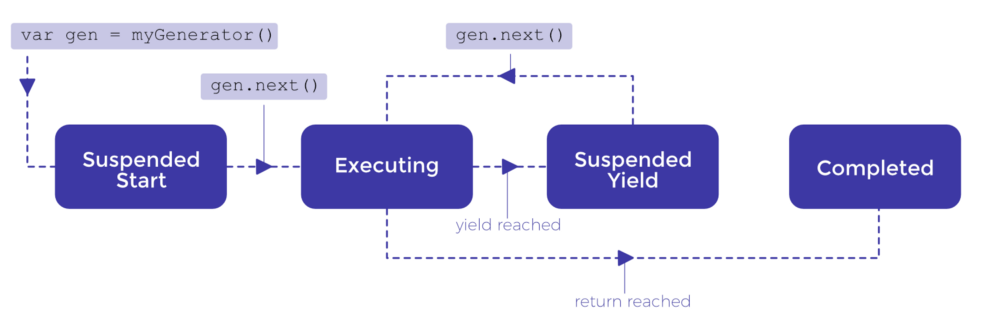 var gen = myGenerator()
gen.next()
gen.next()
Suspended
Start
Executing
Suspended
Yield
Completed
yield reached
return reached